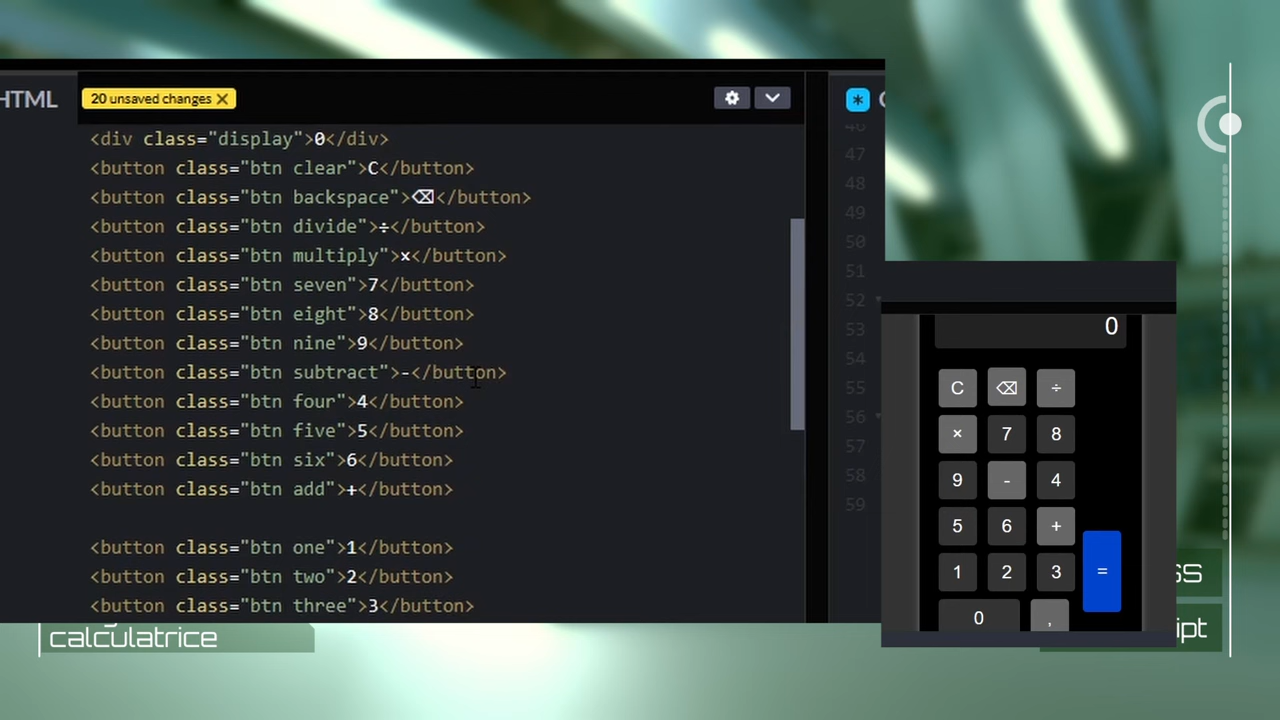 HTML
20 unsaved changes ×
<div class="display">0</div>
<button class="btn clear">C</button>
<button class="btn backspace">⌫</button>
<button class="btn divide">÷</button>
<button class="btn multiply">×</button>
<button class="btn seven">7</button>
<button class="btn eight">8</button>
<button class="btn nine">9</button>
<button class="btn subtract">-</button>
<button class="btn four">4</button>
<button class="btn five">5</button>
<button class="btn six">6</button>
<button class="btn add">+</button>
<button class="btn one">1</button>
<button class="btn two">2</button>
<button class="btn three">3</button>
*
46
47
48
49
50
51
52
53
54
55
56
57
58
59
0
C ⌫ ÷
× 7 8
9 - 4
5 6 +
1 2 3 =
0 ,
calculatrice